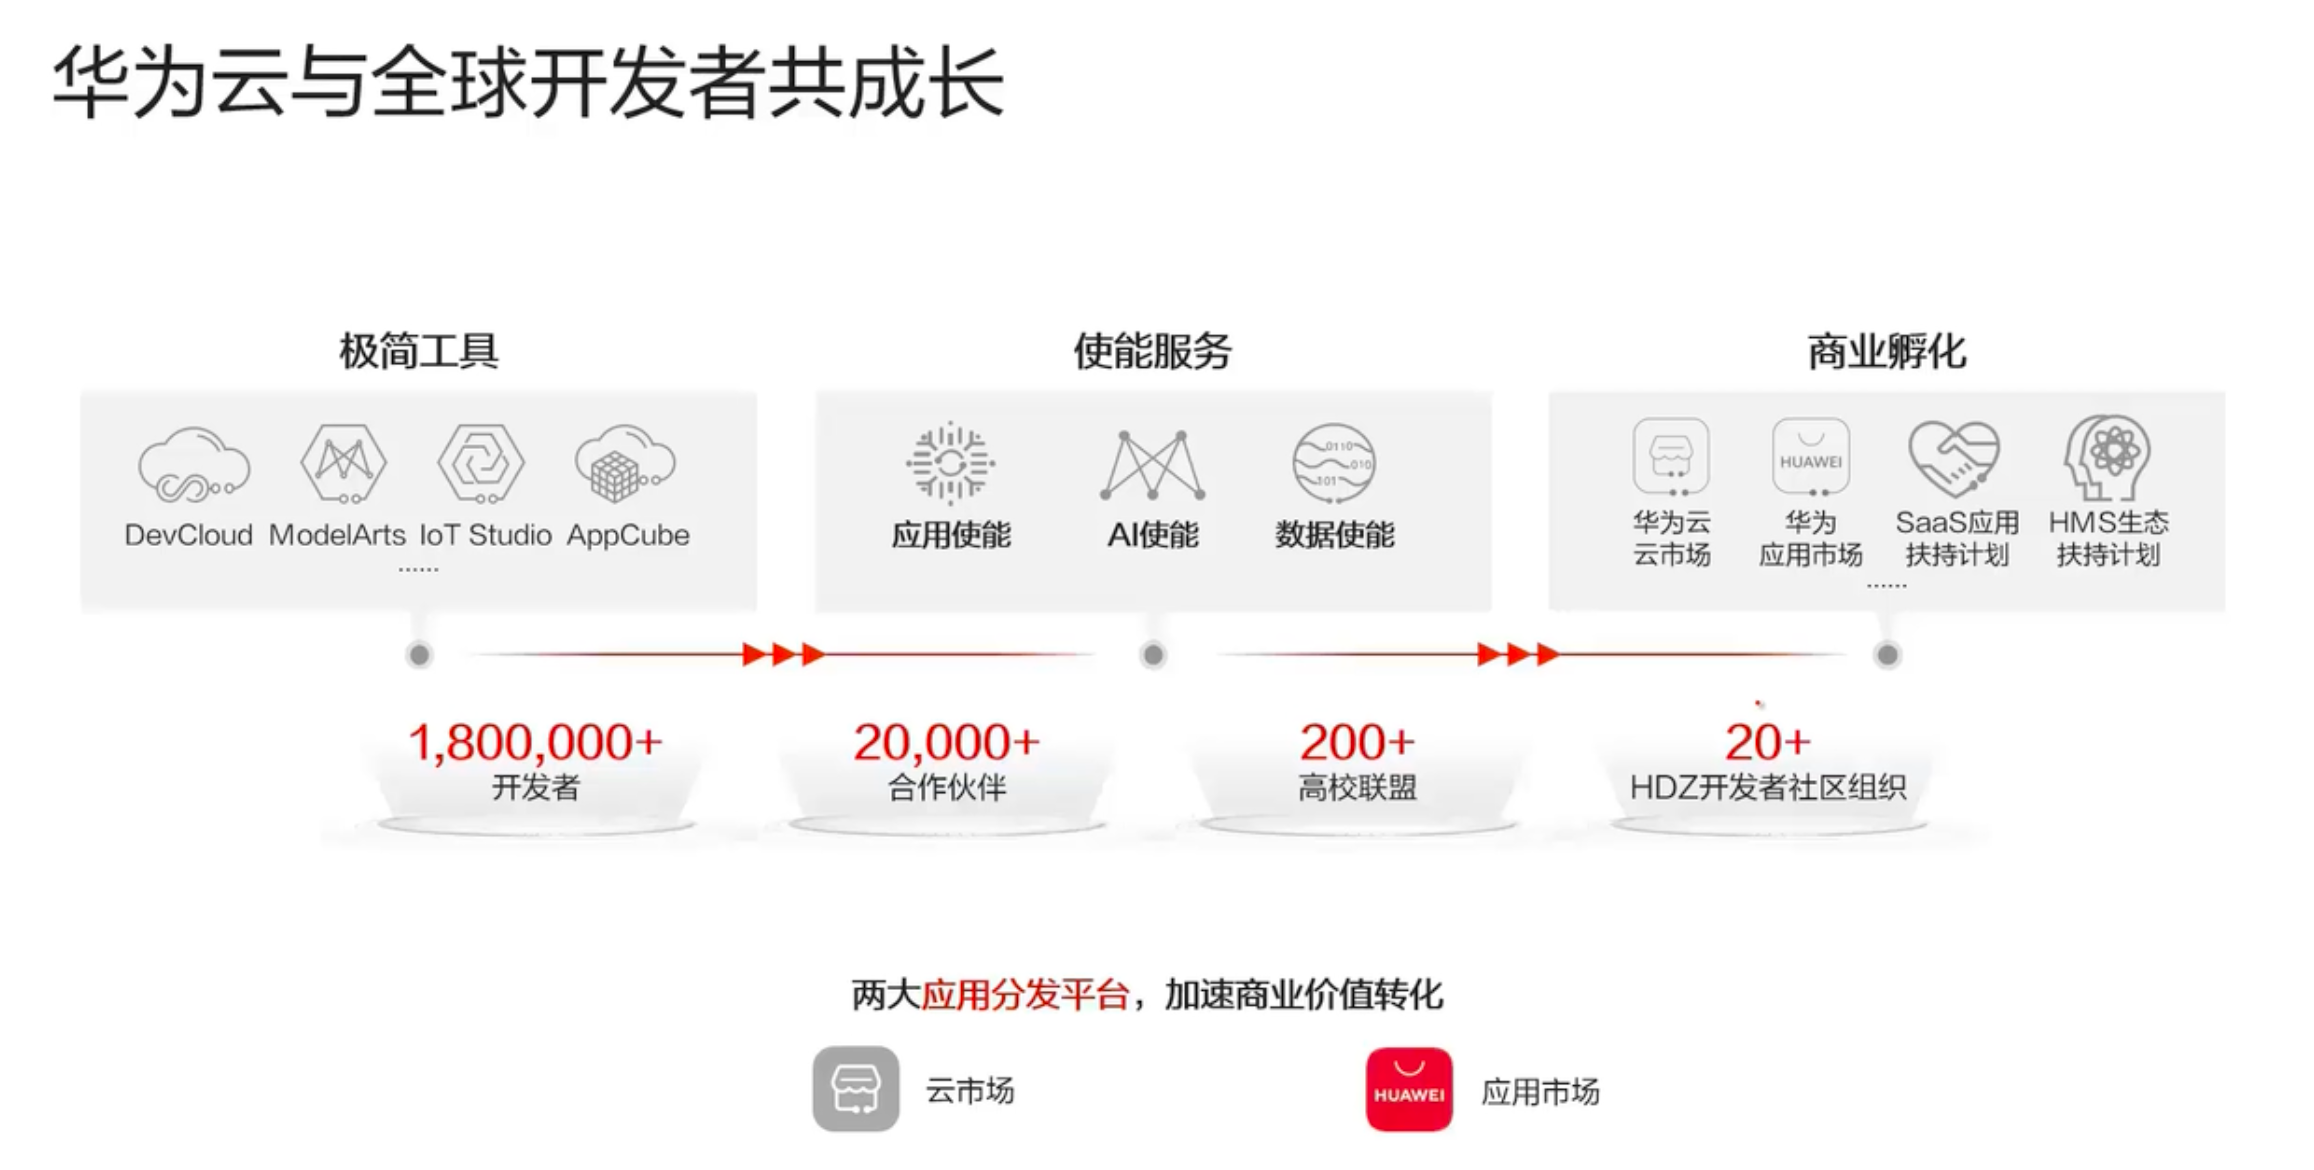 华为云与全球开发者共成长
极简工具
使能服务
商业孵化
DevCloud
ModelArts
IoT Studio
AppCube
......
0110
010
101
应用使能
AI使能
数据使能
华为云
云市场
HUAWEI
华为
应用市场
SaaS应用
扶持计划
HMS生态
扶持计划
......
1,800,000+
开发者
20,000+
合作伙伴
200+
高校联盟
20+
HDZ开发者社区组织
两大应用分发平台，加速商业价值转化
云市场
HUAWEI
应用市场